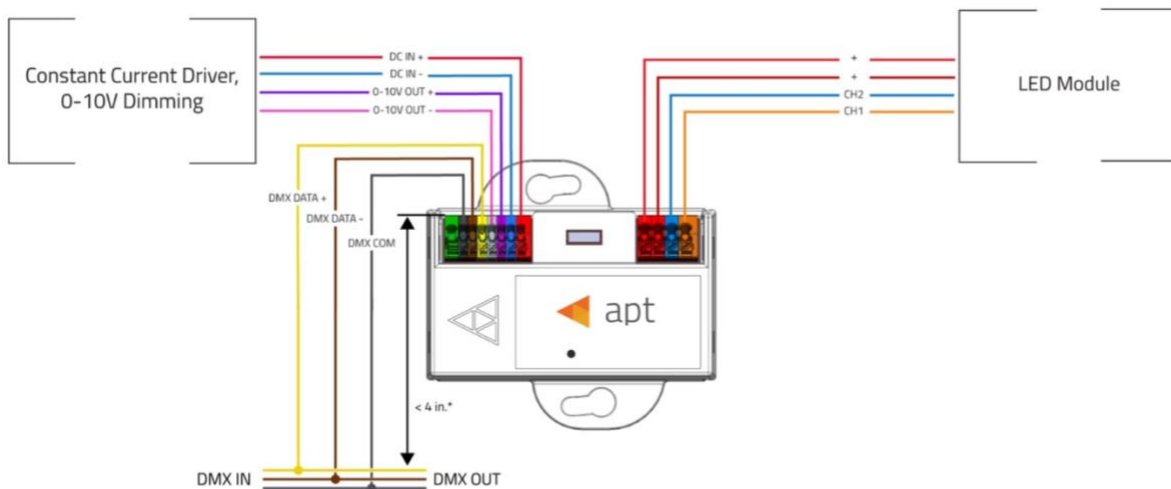 Constant Current Driver,
0-10V Dimming
DC IN +
DC IN -
0-10V OUT +
0-10V OUT -
+
+
CH2
CH1
LED Module
DMX DATA +
DMX DATA -
DMX COM
apt
< 4 in.*
DMX IN
DMX OUT